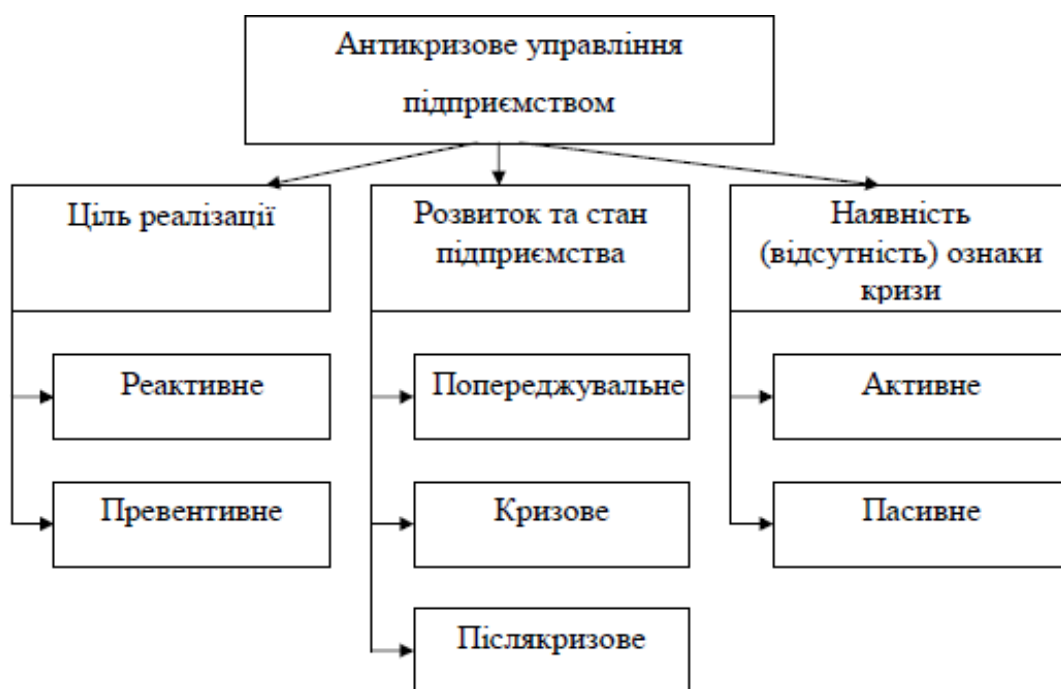 Антикризове управління
підприємством
Ціль реалізації
Розвиток та стан
підприємства
Наявність
(відсутність) ознаки
кризи
Реактивне
Попереджувальне
Активне
Превентивне
Кризове
Пасивне
Післякризове